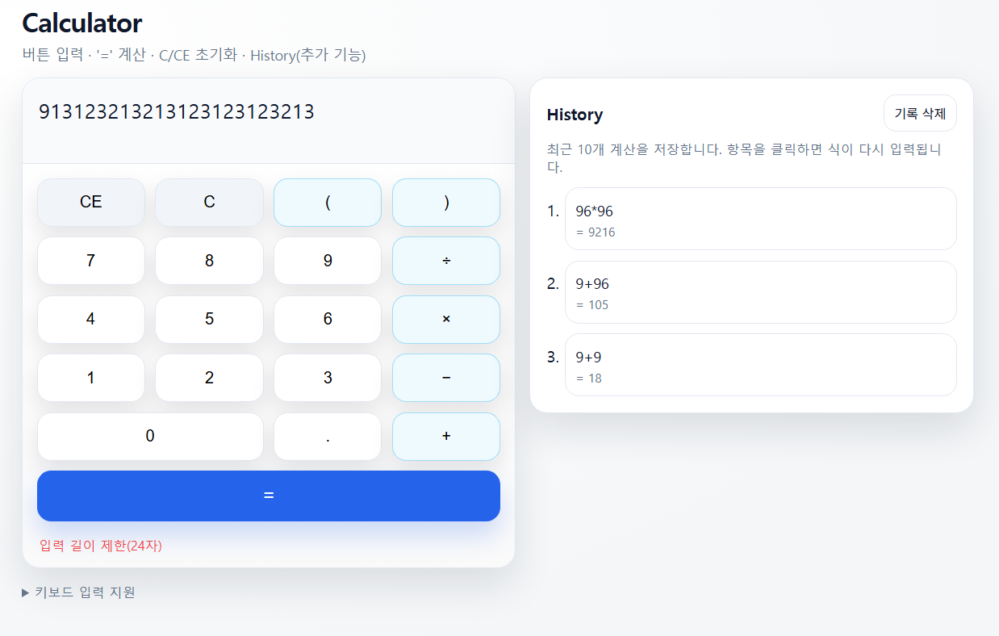 Calculator
버튼 입력 · '=' 계산 · C/CE 초기화 · History(추가 기능)
913123213213123123123213
CE
C
(
)
7
8
9
÷
4
5
6
×
1
2
3
−
0
.
+
=
입력 길이 제한(24자)
▶ 키보드 입력 지원
History
기록 삭제
최근 10개 계산을 저장합니다. 항목을 클릭하면 식이 다시 입력됩니
다.
1. 96*96
= 9216
2. 9+96
= 105
3. 9+9
= 18